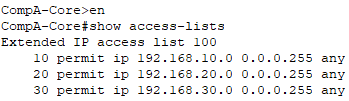 CompA-Core>en
CompA-Core#show access-lists
Extended IP access list 100
10 permit ip 192.168.10.0 0.0.0.255 any
20 permit ip 192.168.20.0 0.0.0.255 any
30 permit ip 192.168.30.0 0.0.0.255 any